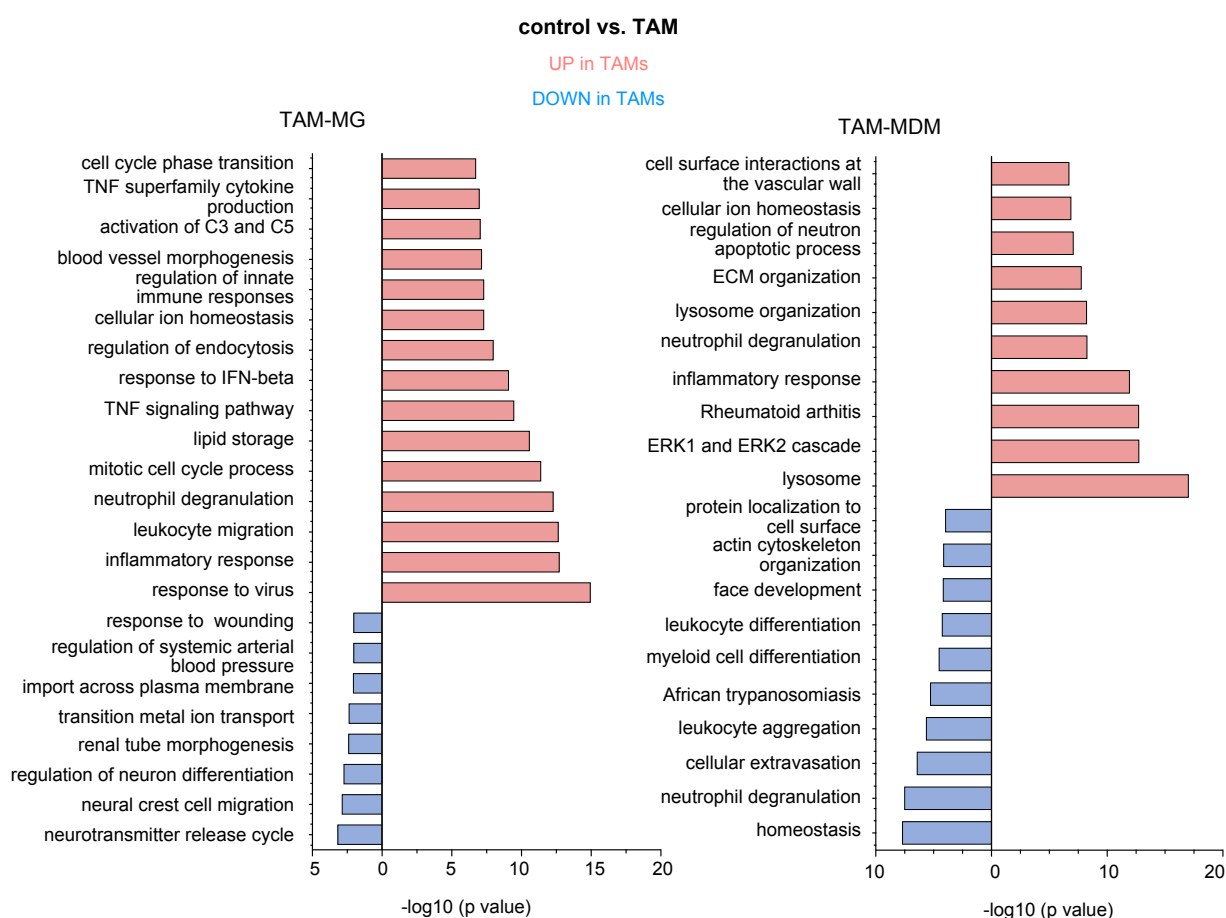 control vs. TAM
UP in TAMs
DOWN in TAMs
TAM-MG
cell cycle phase transition
TNF superfamily cytokine
production
activation of C3 and C5
blood vessel morphogenesis
regulation of innate
immune responses
cellular ion homeostasis
regulation of endocytosis
response to IFN-beta
TNF signaling pathway
lipid storage
mitotic cell cycle process
neutrophil degranulation
leukocyte migration
inflammatory response
response to virus
response to wounding
regulation of systemic arterial
blood pressure
import across plasma membrane
transition metal ion transport
renal tube morphogenesis
regulation of neuron differentiation
neural crest cell migration
neurotransmitter release cycle
5 0 5 10 15 20
-log10 (p value)
TAM-MDM
cell surface interactions at
the vascular wall
cellular ion homeostasis
regulation of neutron
apoptotic process
ECM organization
lysosome organization
neutrophil degranulation
inflammatory response
Rheumatoid arthitis
ERK1 and ERK2 cascade
lysosome
protein localization to
cell surface
actin cytoskeleton
organization
face development
leukocyte differentiation
myeloid cell differentiation
African trypanosomiasis
leukocyte aggregation
cellular extravasation
neutrophil degranulation
homeostasis
10 0 10 20
-log10 (p value)